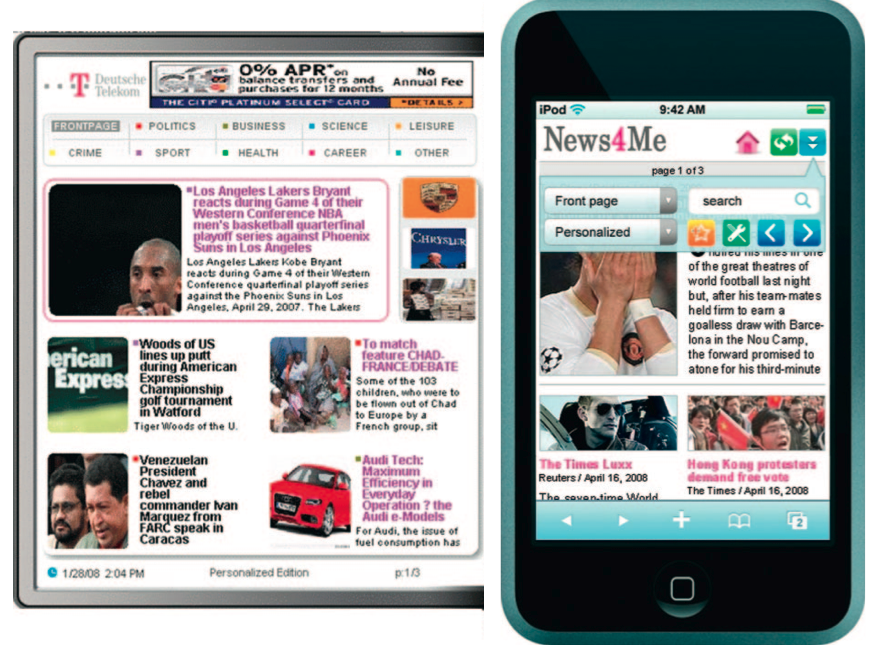 Deutsche
Telekom
0% APR* on
balance transfers and
purchases for 12 months
No
Annual Fee
THE CITI® PLATINUM SELECT® CARD
*DETAILS >
FRONTPAGE POLITICS BUSINESS SCIENCE LEISURE
CRIME SPORT HEALTH CAREER OTHER
Los Angeles Lakers Bryant
reacts during Game 4 of their
Western Conference NBA
men's basketball quarterfinal
playoff series against Phoenix
Suns in Los Angeles
Los Angeles Lakers Kobe Bryant
reacts during Game 4 of their Western
Conference quarterfinal playoff series
against the Phoenix Suns in Los
Angeles, April 29, 2007. The Lakers
CHRYSLER
erican
Express
Woods of US
lines up putt
during American
Express
Championship
golf tournament
in Watford
Tiger Woods of the U.
To match
feature CHAD-
FRANCE/DEBATE
Some of the 103
children, who were to
be flown out of Chad
to Europe by a
French group, sit
Venezuelan
President
Chavez and
rebel
commander Ivan
Marquez from
FARC speak in
Caracas
Audi Tech:
Maximum
Efficiency in
Everyday
Operation ? the
Audi e-Models
For Audi, the issue of
fuel consumption has
1/28/08 2:04 PM Personalized Edition p:1/3
iPod 9:42 AM
News4Me
page 1 of 3
Front page search
Personalized
his lines in one
of the great theatres of
world football last night
but, after his team-mates
held firm to earn a
goalless draw with Barce-
lona in the Nou Camp,
the forward promised to
atone for his third-minute
The Times Luxx
Reuters / April 16, 2008
The seven-time World
Hong Kong protesters
demand free vote
The Times / April 16, 2008
2